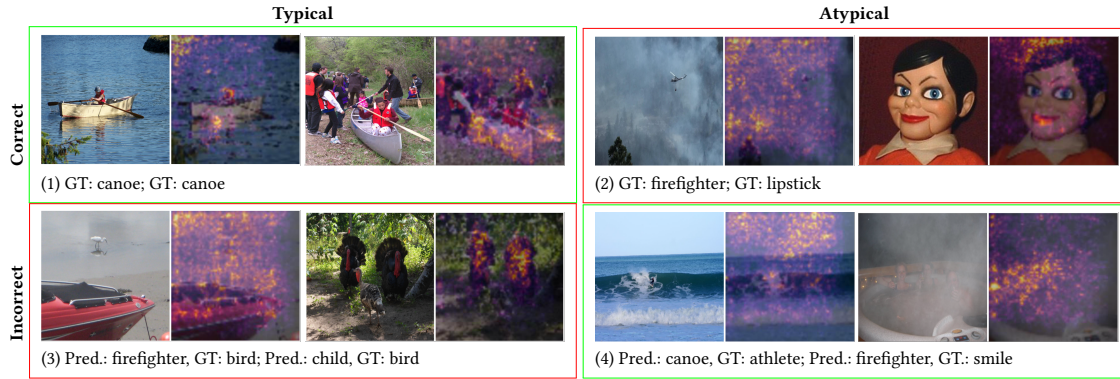 Typical
Atypical
Correct
(1) GT: canoe; GT: canoe
(2) GT: firefighter; GT: lipstick
Incorrect
(3) Pred.: firefighter, GT: bird; Pred.: child, GT: bird
(4) Pred.: canoe, GT: athlete; Pred.: firefighter, GT.: smile